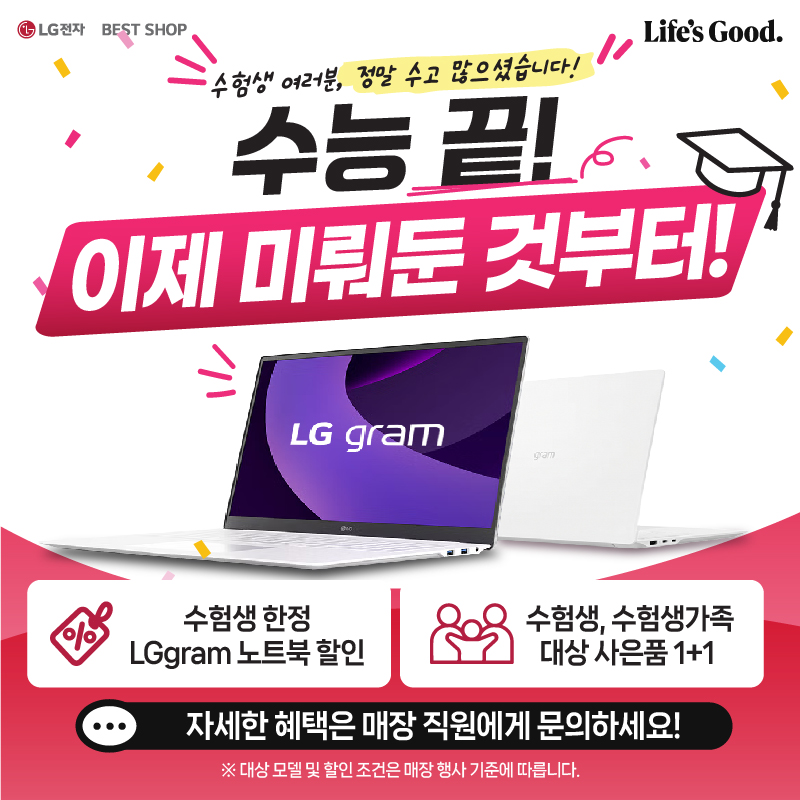 LG전자 BEST SHOP
Life's Good.
수험생 여러분, 정말 수고 많으셨습니다!
수능 끝!
이제 미뤄둔 것부터!
LG gram
gram
LG
수험생 한정
LGgram 노트북 할인
수험생, 수험생가족
대상 사은품 1+1
자세한 혜택은 매장 직원에게 문의하세요!
※ 대상 모델 및 할인 조건은 매장 행사 기준에 따릅니다.